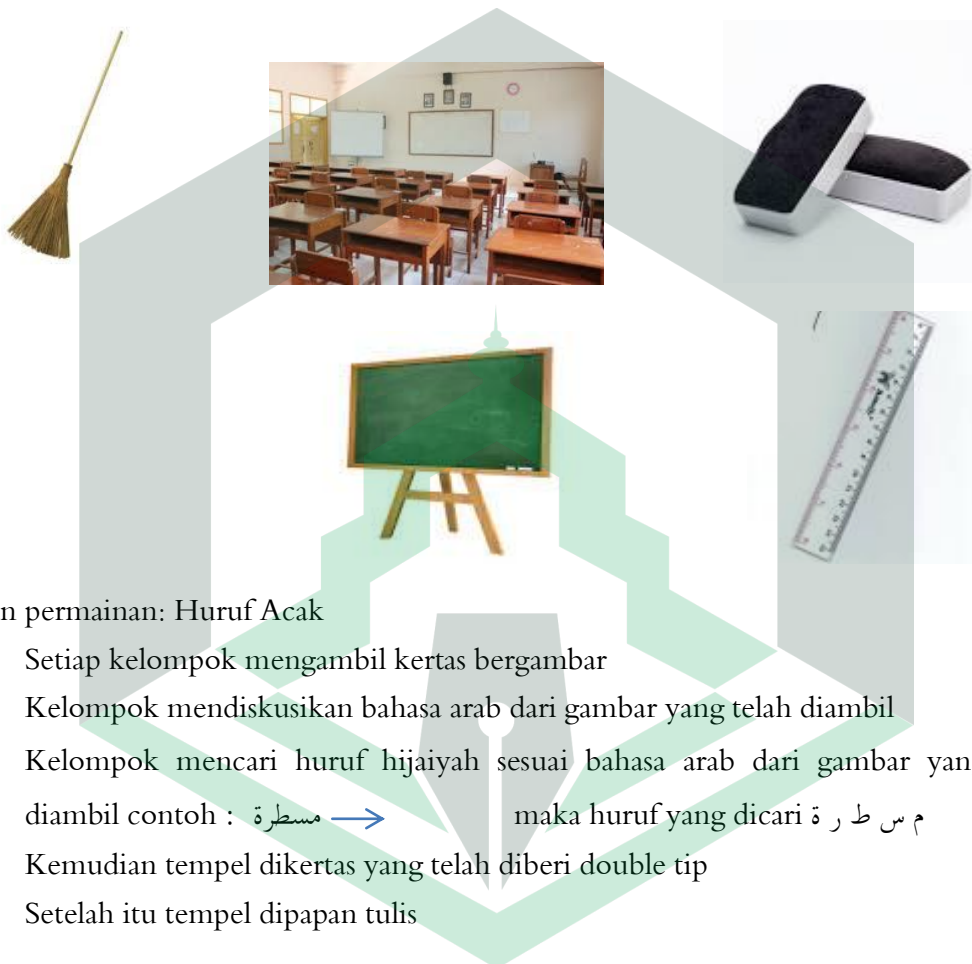 n permainan: Huruf Acak
Setiap kelompok mengambil kertas bergambar
Kelompok mendiskusikan bahasa arab dari gambar yang telah diambil
Kelompok mencari huruf hijaiyah sesuai bahasa arab dari gambar yan
diambil contoh : مسطرة → maka huruf yang dicari م س ط ر ة
Kemudian tempel dikertas yang telah diberi double tip
Setelah itu tempel dipapan tulis